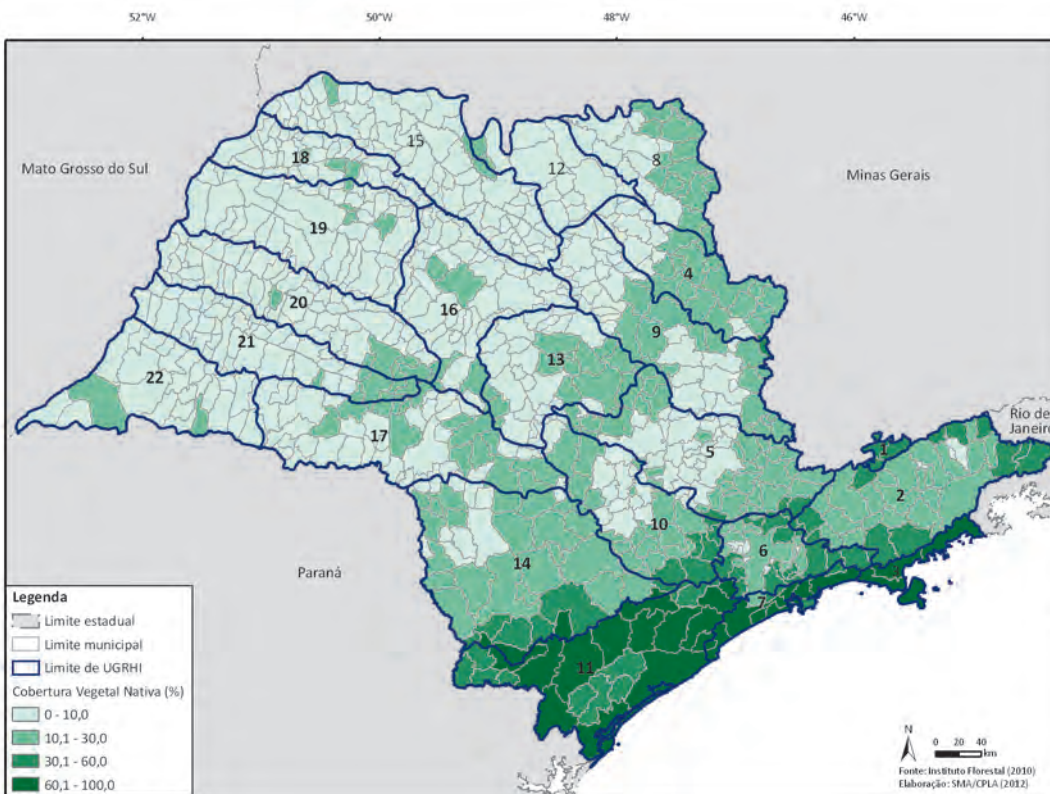 52°W 50°W 48°W 46°W
Mato Grosso do Sul
Minas Gerais
Rio de
Janeiro
Paraná
15
18
12
8
19
4
16
20
9
21
13
22
17
5
1
2
10
6
14
7
11
Legenda
Limite estadual
Limite municipal
Limite de UGRHI
Cobertura Vegetal Nativa (%)
0 - 10,0
10,1 - 30,0
30,1 - 60,0
60,1 - 100,0
N
0 20 40
km
Fonte: Instituto Florestal (2010)
Elaboração: SMA/CPLA (2012)